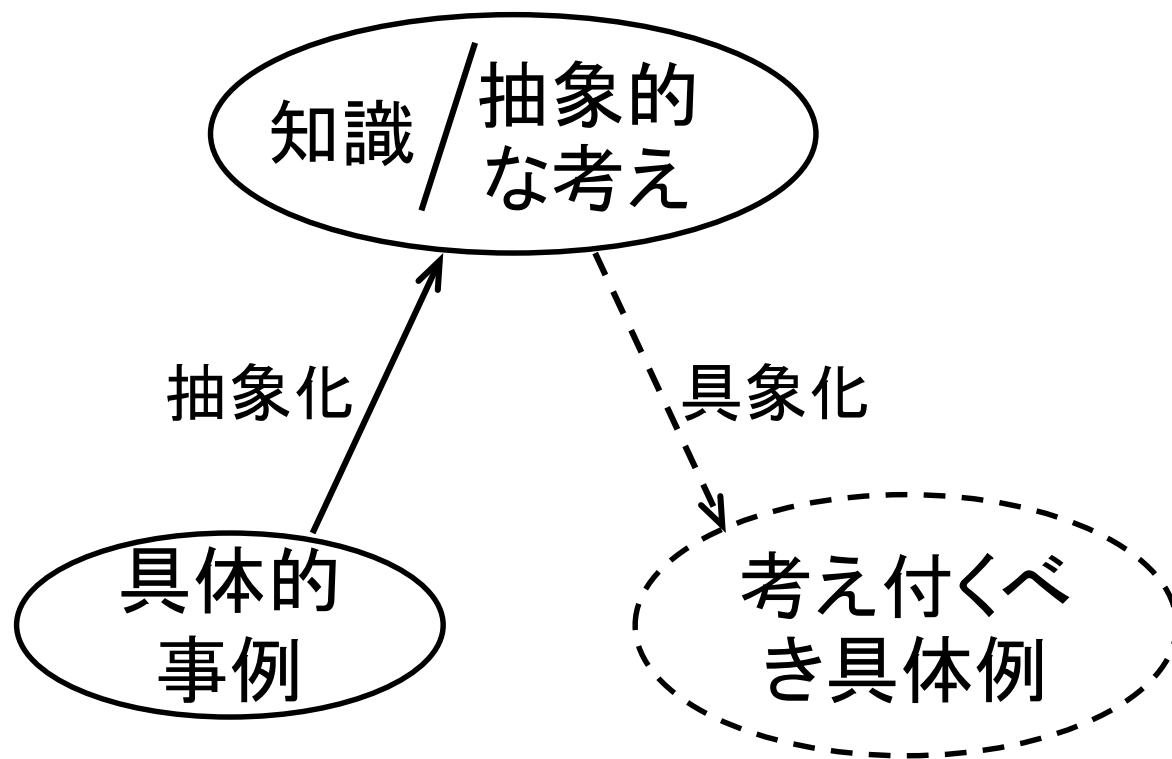 知識/抽象的
な考え
抽象化
具象化
具体的
事例
考え付くべ
き具体例